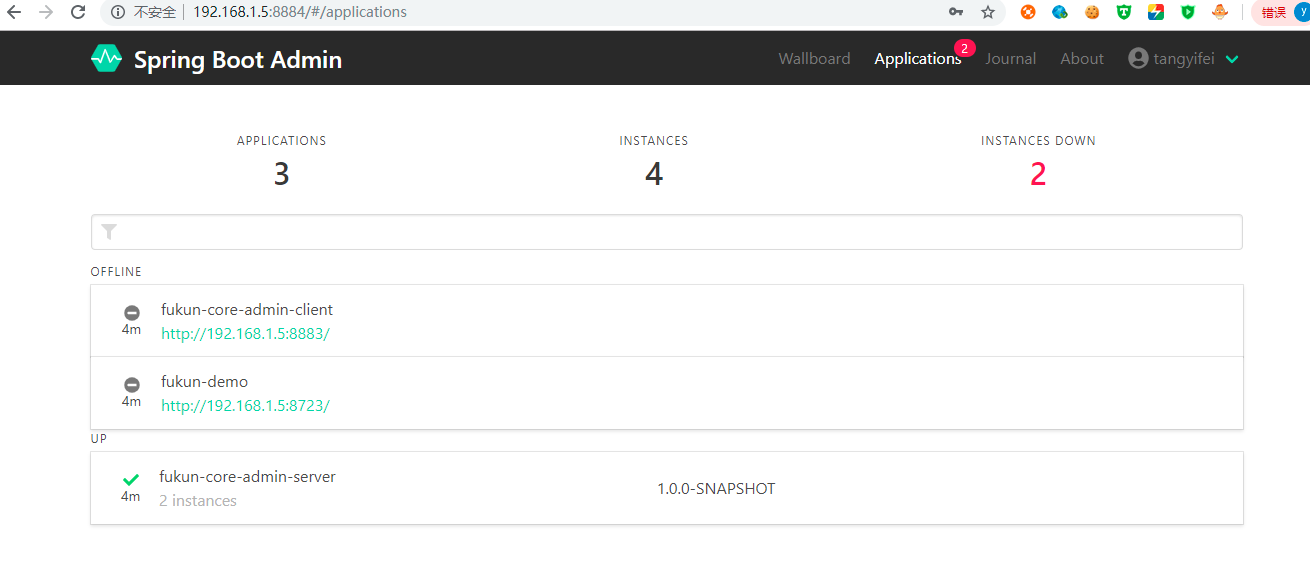 不安全 192.168.1.5:8884/#/applications 错误 y
Spring Boot Admin Wallboard Applications 2 Journal About tangyifei
APPLICATIONS INSTANCES INSTANCES DOWN
3 4 2
OFFLINE
fukun-core-admin-client
4m http://192.168.1.5:8883/
fukun-demo
4m http://192.168.1.5:8723/
UP
fukun-core-admin-server
1.0.0-SNAPSHOT
4m 2 instances